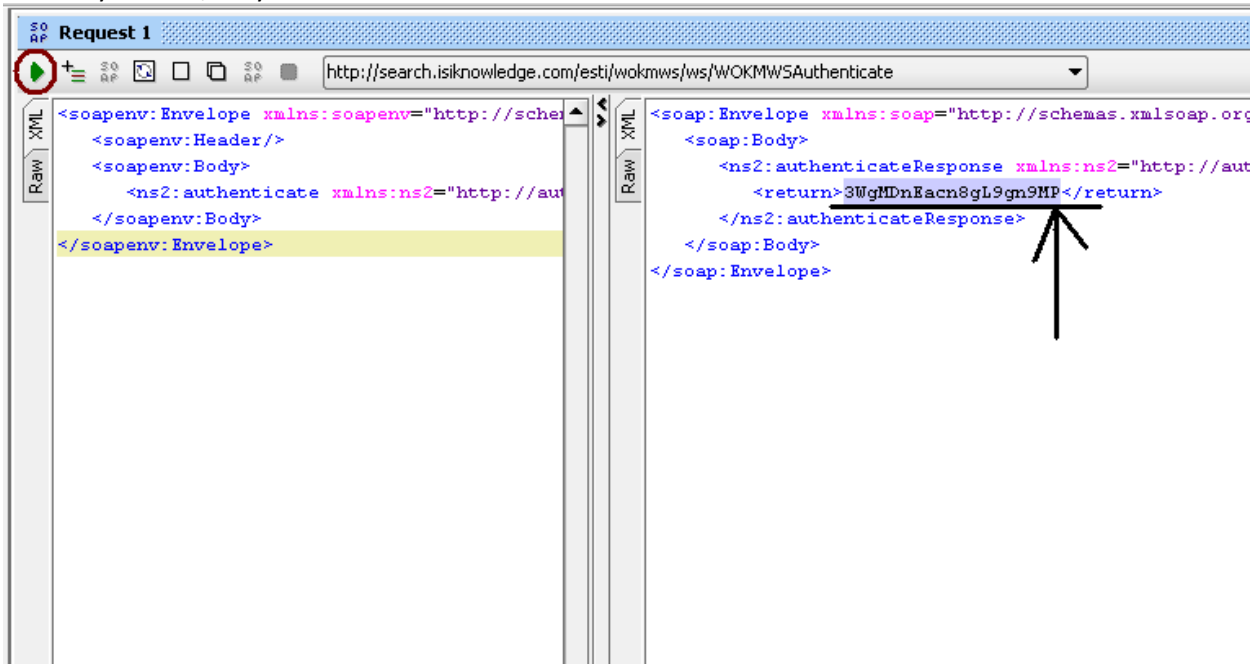 Request 1
http://search.isiknowledge.com/esti/wokmws/ws/WOKMWSAuthenticate
XML
Raw
<soapenv:Envelope xmlns:soapenv="http://scher
<soapenv:Header/>
<soapenv:Body>
<ns2:authenticate xmlns:ns2="http://aut
</soapenv:Body>
</soapenv:Envelope>
XML
Raw
<soap:Envelope xmlns:soap="http://schemas.xmlsoap.org
<soap:Body>
<ns2:authenticateResponse xmlns:ns2="http://aut
<return>3WgMDnEacn8gL9gn9MP</return>
</ns2:authenticateResponse>
</soap:Body>
</soap:Envelope>